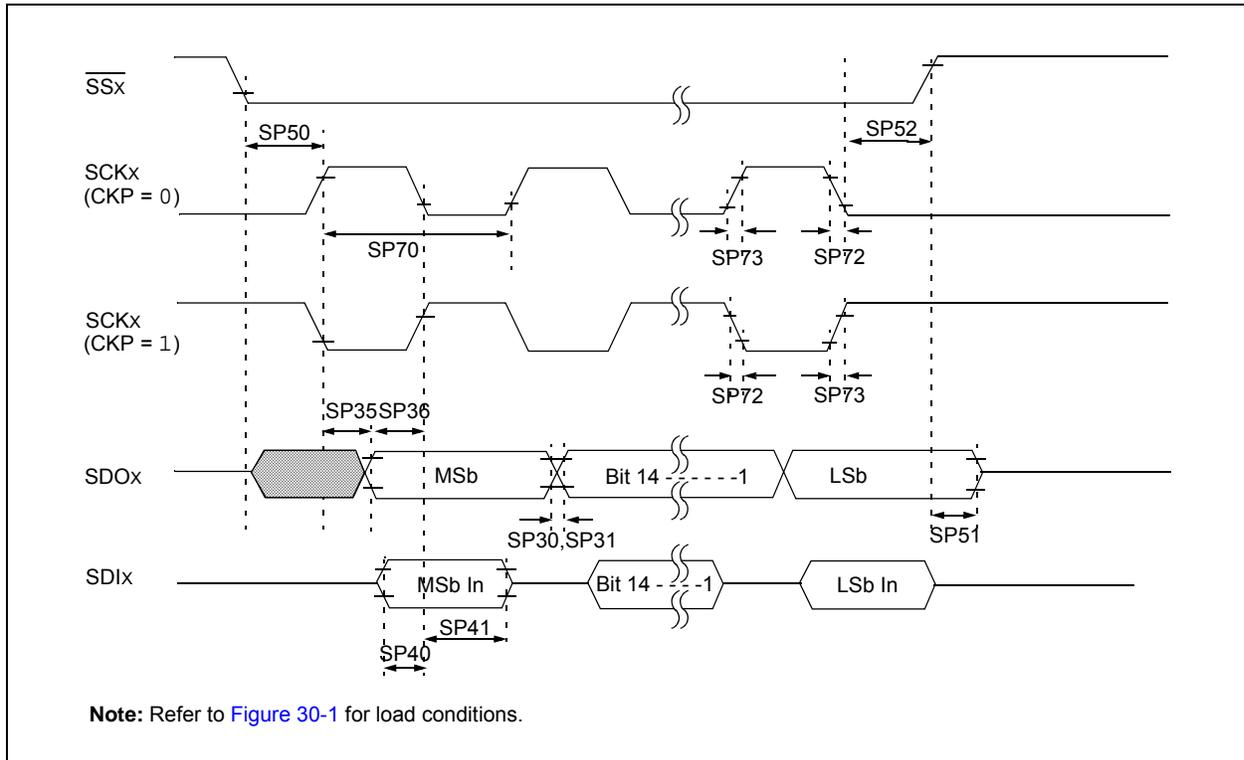 SSx
SP50
SP52
SCKx
(CKP = 0)
SP70
SP73
SP72
SCKx
(CKP = 1)
SP72
SP73
SP35 SP36
SDOx
MSb
Bit 14 - - - - - -1
LSb
SP30,SP31
SP51
SDIx
MSb In
Bit 14 - - - -1
LSb In
SP41
SP40
Note: Refer to Figure 30-1 for load conditions.